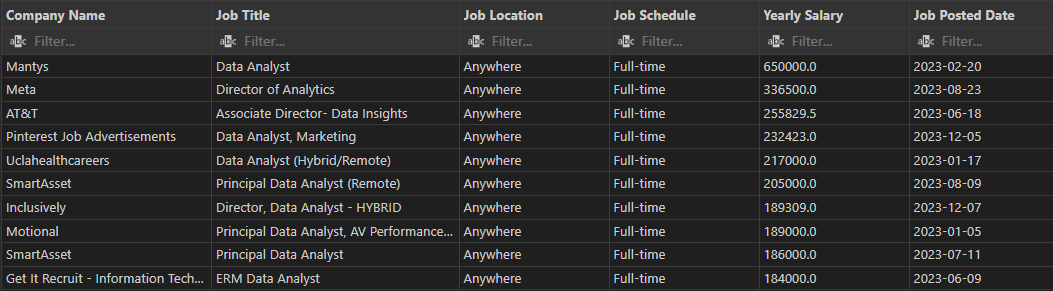 Company Name Job Title Job Location Job Schedule Yearly Salary Job Posted Date
abc Filter... abc Filter... abc Filter... abc Filter... abc Filter... abc Filter...
Mantys Data Analyst Anywhere Full-time 650000.0 2023-02-20
Meta Director of Analytics Anywhere Full-time 336500.0 2023-08-23
AT&T Associate Director- Data Insights Anywhere Full-time 255829.5 2023-06-18
Pinterest Job Advertisements Data Analyst, Marketing Anywhere Full-time 232423.0 2023-12-05
Uclahealthcareers Data Analyst (Hybrid/Remote) Anywhere Full-time 217000.0 2023-01-17
SmartAsset Principal Data Analyst (Remote) Anywhere Full-time 205000.0 2023-08-09
Inclusively Director, Data Analyst - HYBRID Anywhere Full-time 189309.0 2023-12-07
Motional Principal Data Analyst, AV Performance... Anywhere Full-time 189000.0 2023-01-05
SmartAsset Principal Data Analyst Anywhere Full-time 186000.0 2023-07-11
Get It Recruit - Information Tech... ERM Data Analyst Anywhere Full-time 184000.0 2023-06-09